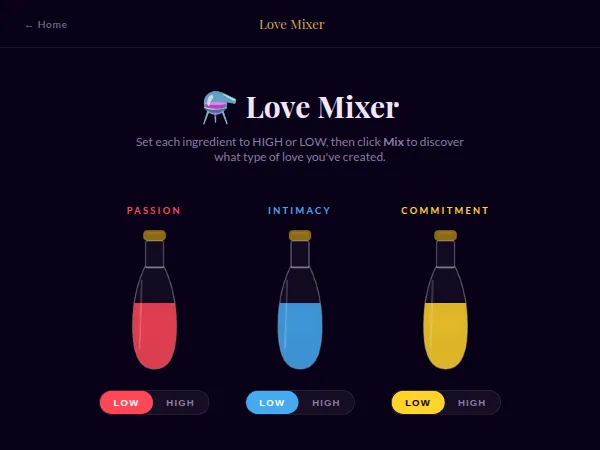 ← Home
Love Mixer
Love Mixer
Set each ingredient to HIGH or LOW, then click Mix to discover
what type of love you've created.
PASSION
INTIMACY
COMMITMENT
LOW HIGH
LOW HIGH
LOW HIGH